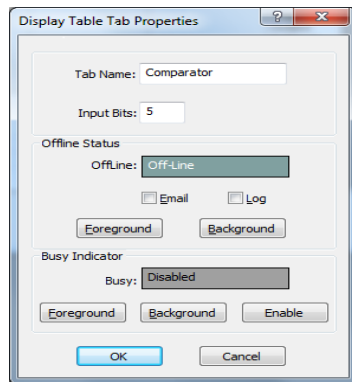 Display Table Tab Properties
Tab Name: Comparator
Input Bits: 5
Offline Status
OffLine: Off-Line
Email Log
Foreground Background
Busy Indicator
Busy: Disabled
Foreground Background Enable
OK Cancel